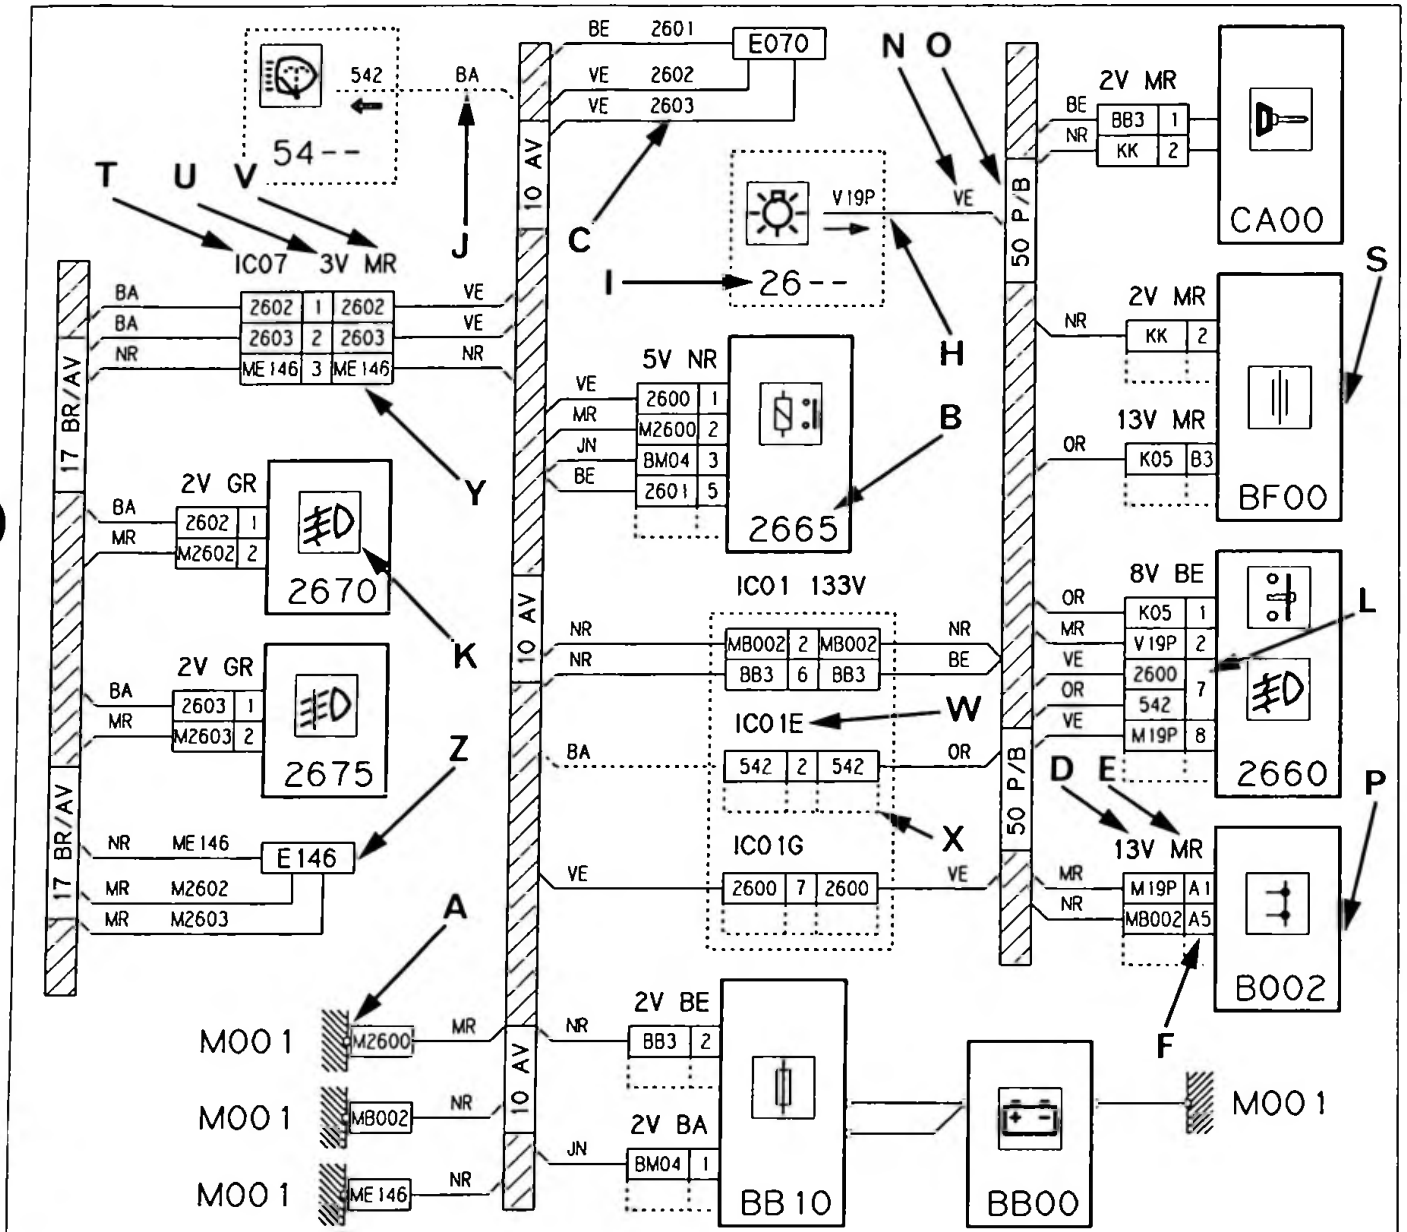 BE 2601 E070
VE 2602
VE 2603
542 BA
54--
10 AV
C
J
T U V
IC07 3V MR
BA 2602 1 2602 VE
BA 2603 2 2603 VE
NR ME146 3 ME146 NR
17 BR/AV
Y
N O
V19P VE
I 26--
H
50 P/B
2V MR
BE BB3 1
NR KK 2
CA00
S
2V MR
NR KK 2
13V MR
OR K05 B3
BF00
5V NR
VE 2600 1
MR M2600 2
JN BM04 3
BE 2601 5
2665
B
2V GR
BA 2602 1
MR M2602 2
2670
K
2V GR
BA 2603 1
MR M2603 2
2675
Z
10 AV
IC01 133V
NR MB002 2 MB002 NR
NR BB3 6 BB3 BE
IC01E W
BA 542 2 542 OR
X
IC01G
VE 2600 7 2600 VE
8V BE
OR K05 1
MR V19P 2
VE 2600 7
OR 542
VE M19P 8
2660
L
50 P/B
D E
13V MR
MR M19P A1
NR MB002 A5
B002
P
F
17 BR/AV
NR ME146 E146
MR M2602
MR M2603
A
M001 M2600 MR
M001 MB002 NR
M001 ME146 NR
10 AV
2V BE
NR BB3 2
2V BA
JN BM04 1
BB10
+ -
BB00
M001